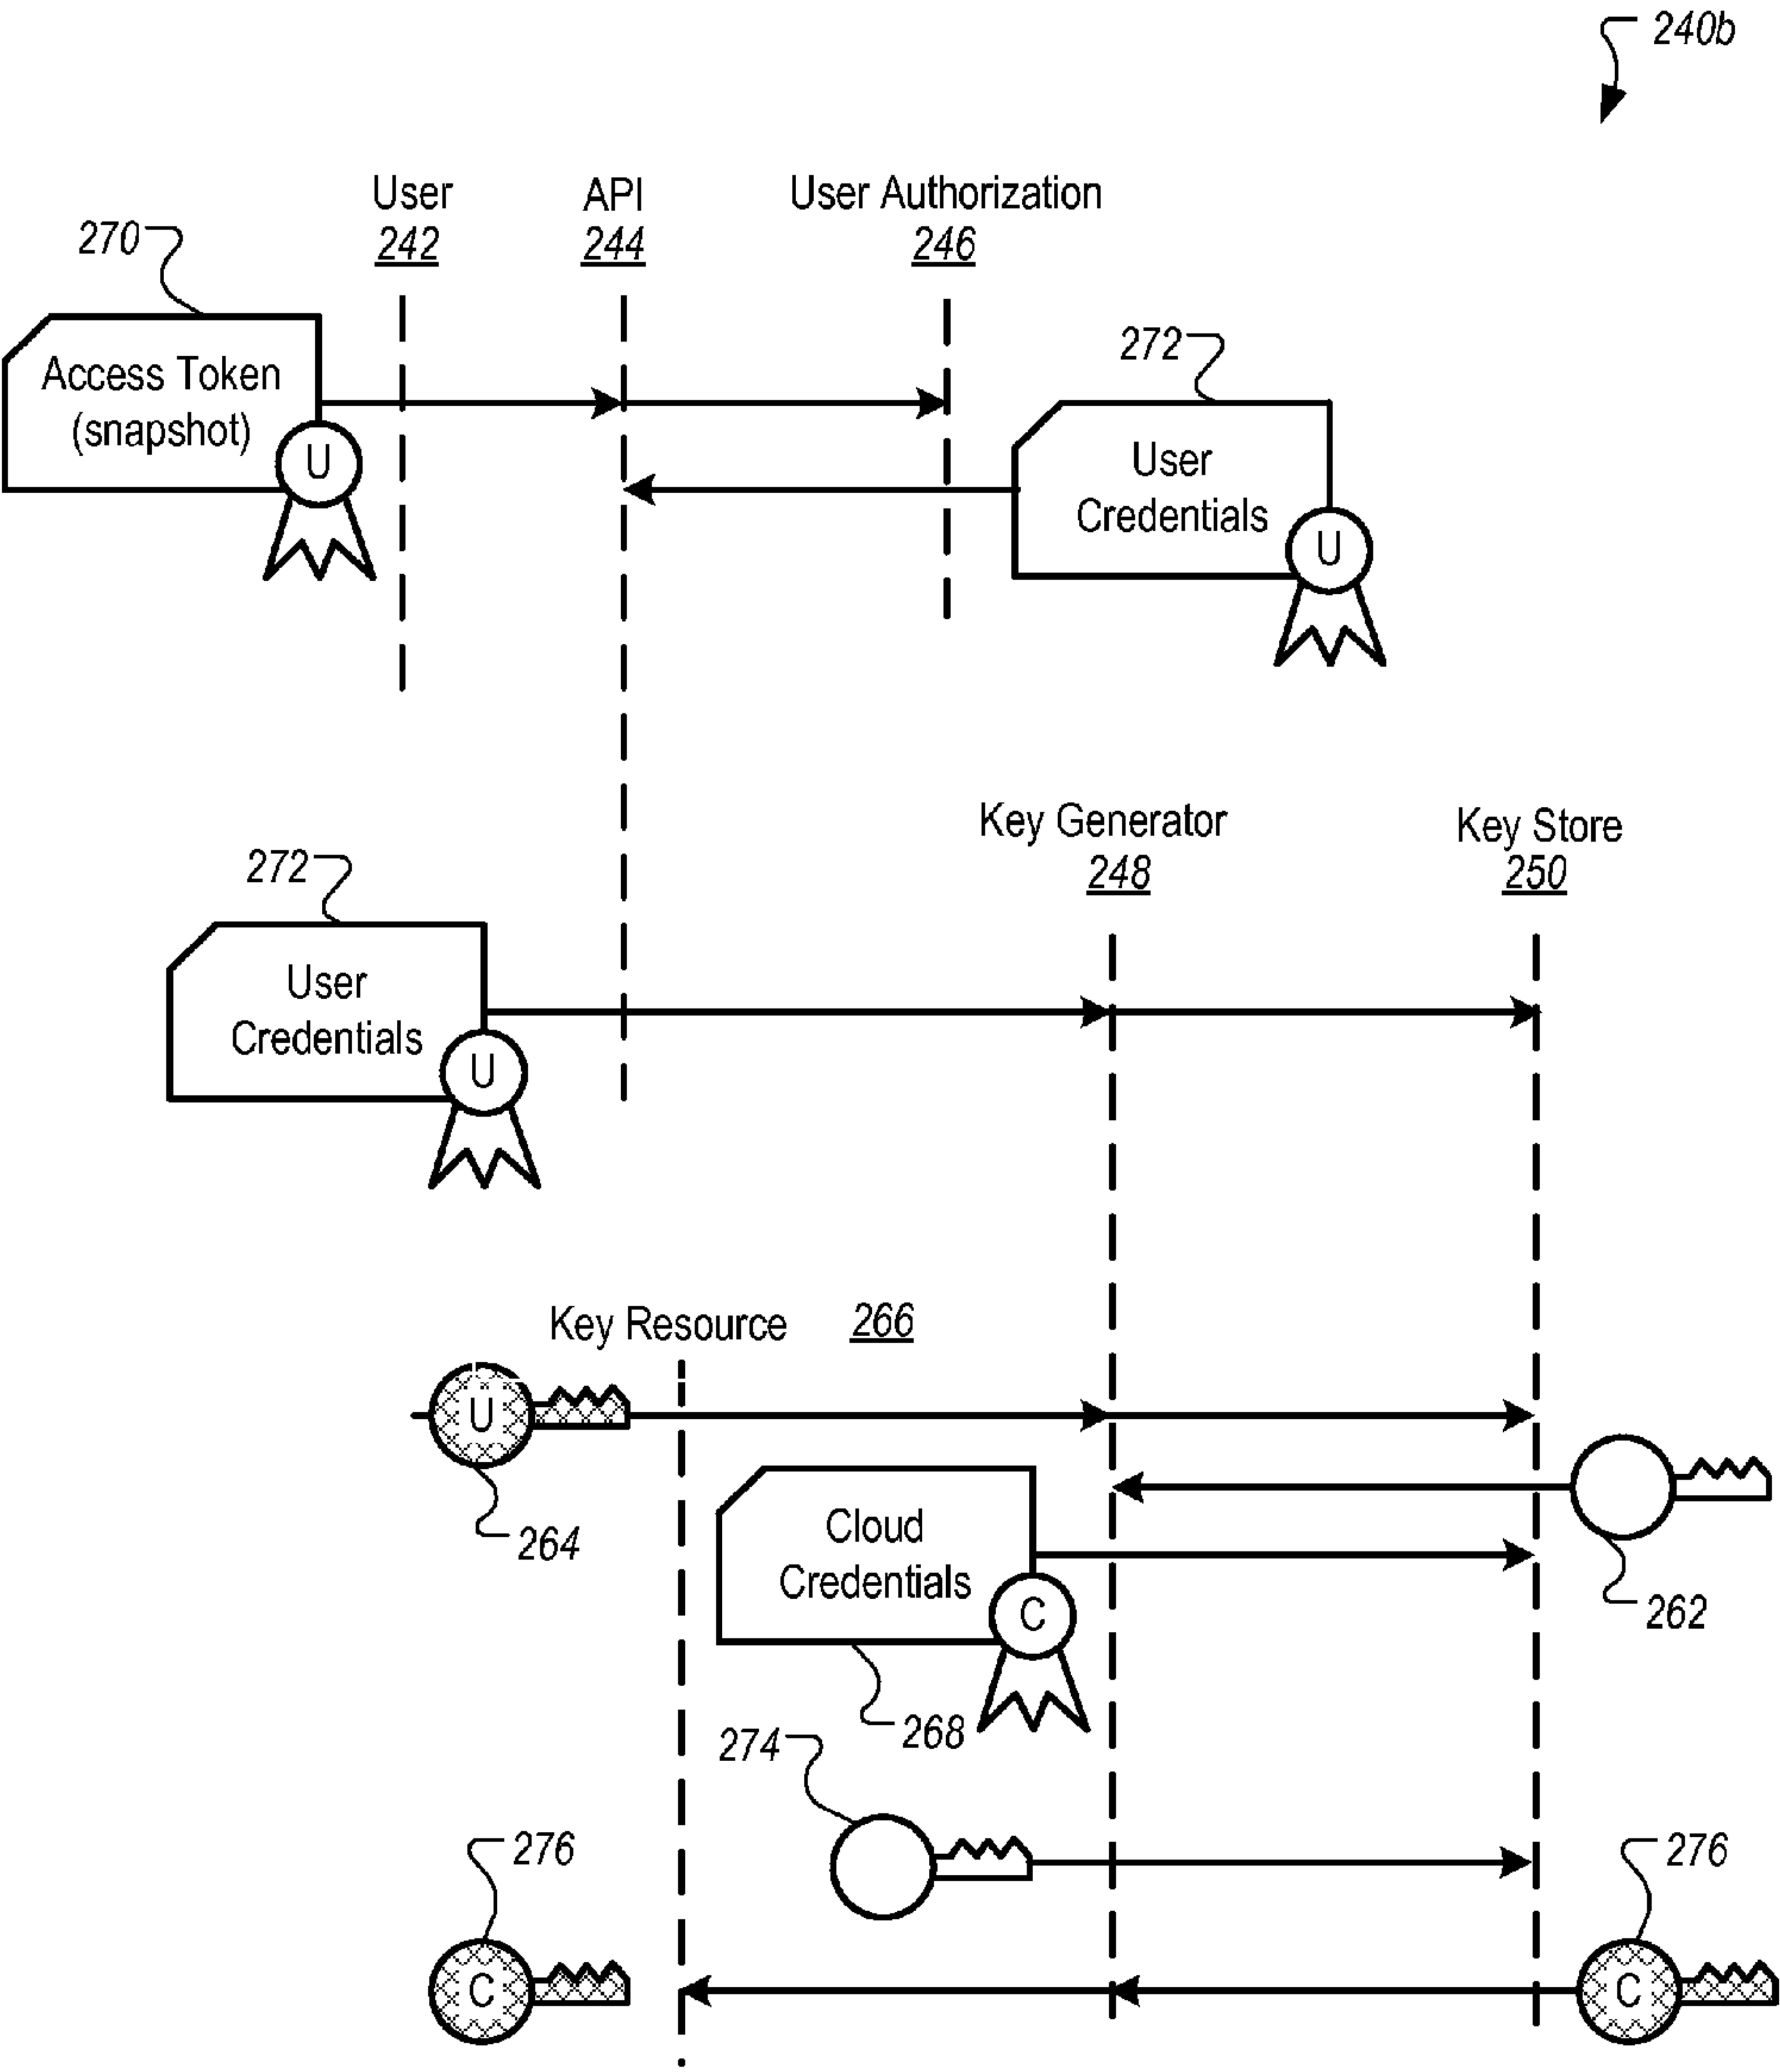 240b
User
242
API
244
User Authorization
246
270
Access Token
(snapshot)
U
272
User
Credentials
U
Key Generator
248
Key Store
250
272
User
Credentials
U
Key Resource 266
U
264
Cloud
Credentials
C
262
268
274
276
C
276
C